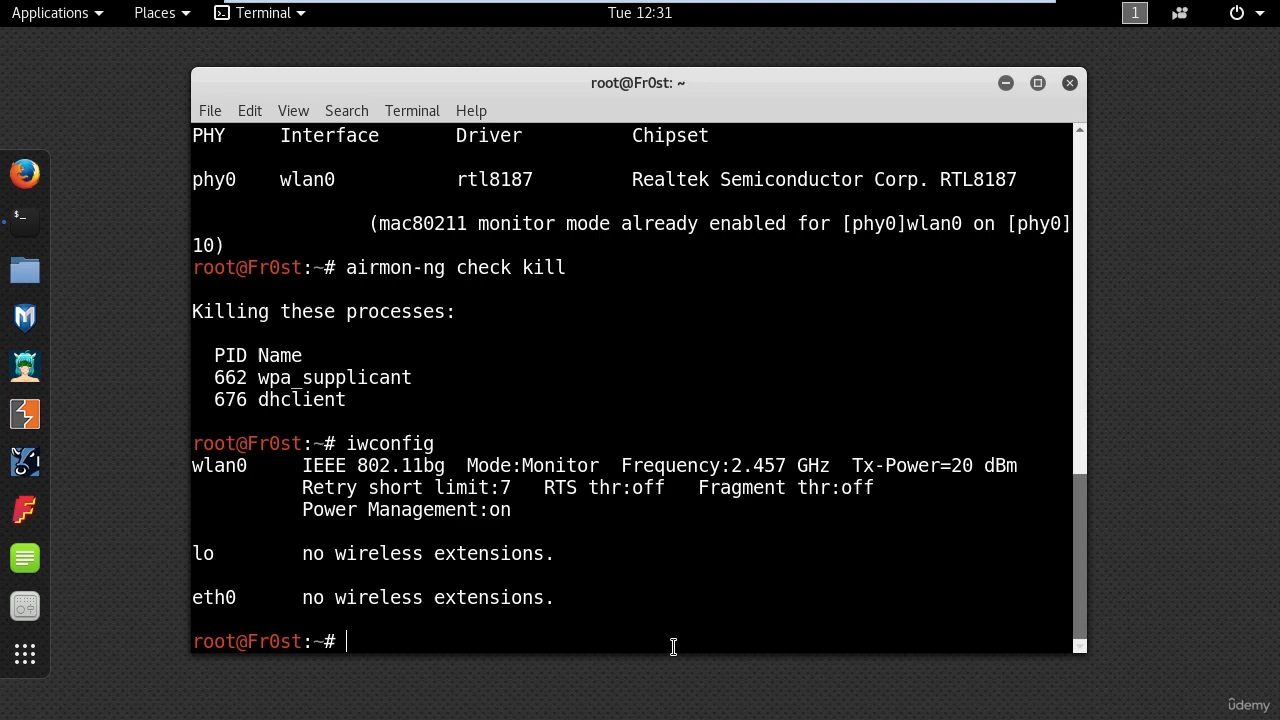 Applications Places Terminal Tue 12:31 1
root@Fr0st: ~
File Edit View Search Terminal Help
PHY Interface Driver Chipset
phy0 wlan0 rtl8187 Realtek Semiconductor Corp. RTL8187
(mac80211 monitor mode already enabled for [phy0]wlan0 on [phy0]
10)
root@Fr0st:~# airmon-ng check kill
Killing these processes:
PID Name
662 wpa_supplicant
676 dhclient
root@Fr0st:~# iwconfig
wlan0 IEEE 802.11bg Mode:Monitor Frequency:2.457 GHz Tx-Power=20 dBm
Retry short limit:7 RTS thr:off Fragment thr:off
Power Management:on
lo no wireless extensions.
eth0 no wireless extensions.
root@Fr0st:~#
ûdemy